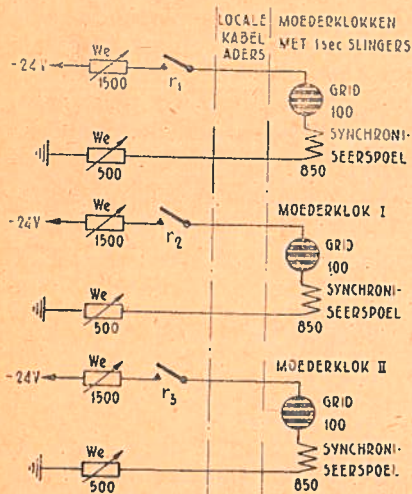 LOCALE
KABEL
ADERS
MOEDERKLOKKEN
MET 1sec SLINGERS
-24V
We
1500
r1
GRID
100
SYNCHRONI-
SEERSPOEL
850
We
500
-24V
We
1500
r2
MOEDERKLOK I
GRID
100
SYNCHRONI-
SEERSPOEL
850
We
500
-24V
We
1500
r3
MOEDERKLOK II
GRID
100
SYNCHRONI-
SEERSPOEL
850
We
500